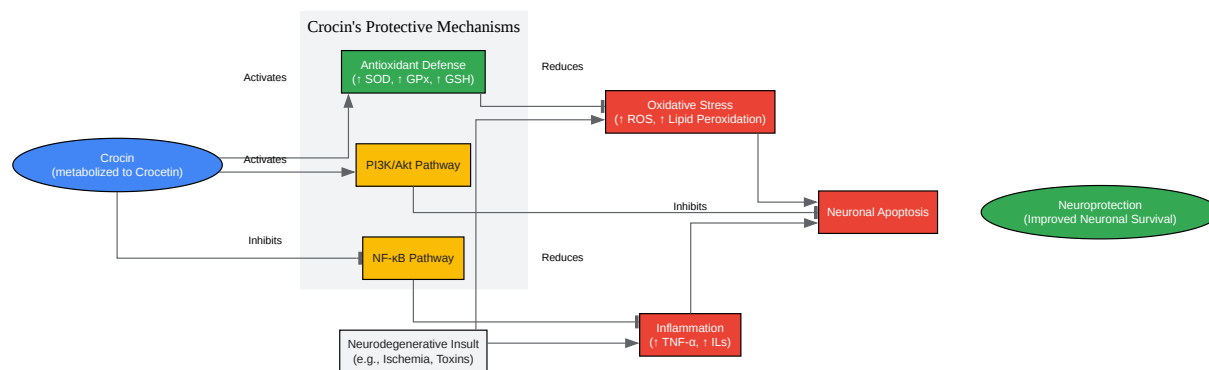 Crocin's Protective Mechanisms
Activates
Antioxidant Defense
(↑ SOD, ↑ GPx, ↑ GSH)
Reduces
Oxidative Stress
(↑ ROS, ↑ Lipid Peroxidation)
Crocin
(metabolized to Crocetin)
Activates
PI3K/Akt Pathway
Inhibits
Neuronal Apoptosis
Neuroprotection
(Improved Neuronal Survival)
Inhibits
NF-κB Pathway
Reduces
Neurodegenerative Insult
(e.g., Ischemia, Toxins)
Inflammation
(↑ TNF-α, ↑ ILs)